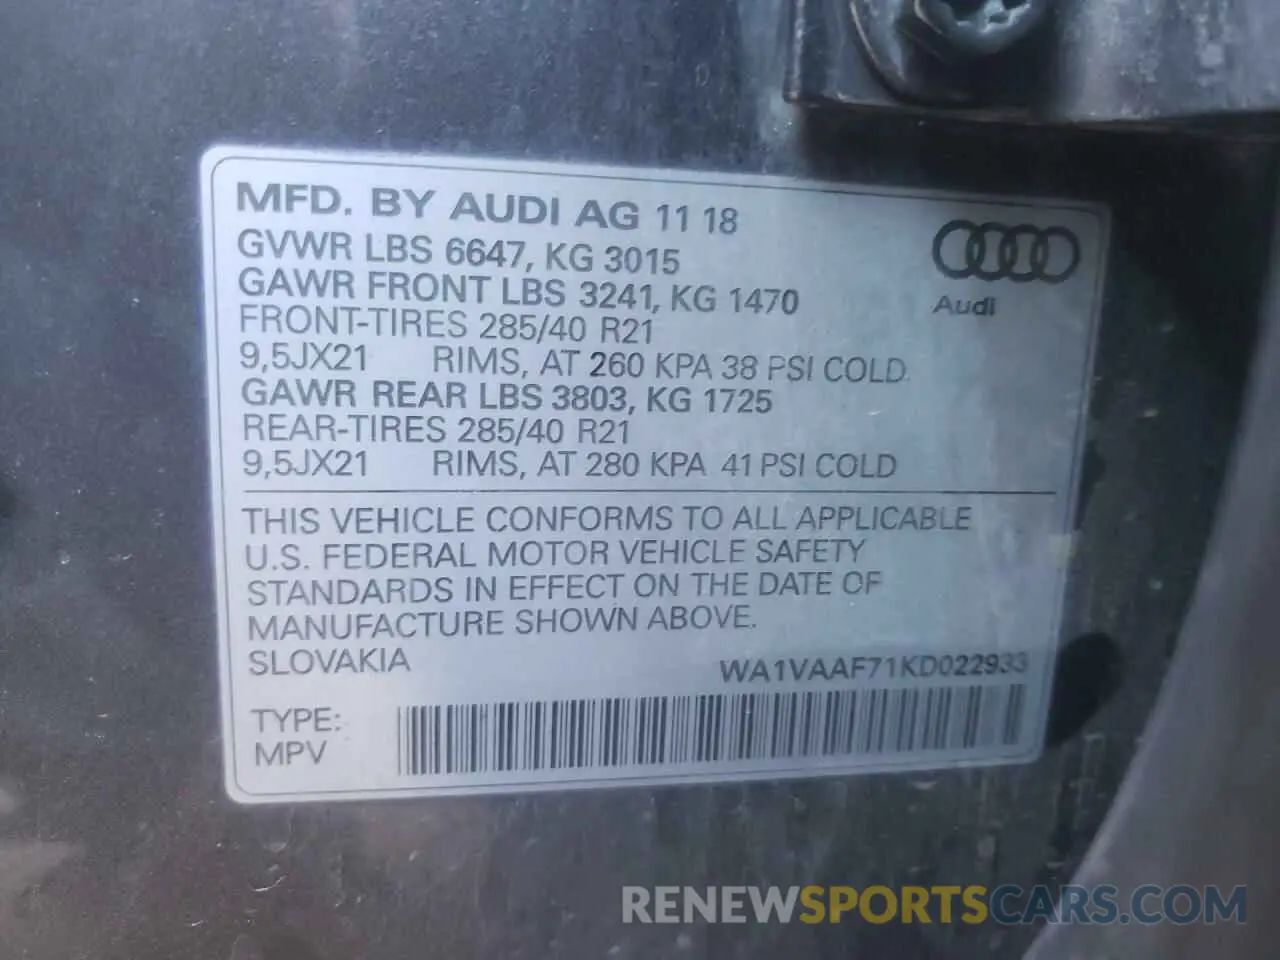 MFD. BY AUDI AG 11 18
GVWR LBS 6647, KG 3015
GAWR FRONT LBS 3241, KG 1470
FRONT-TIRES 285/40 R21
9,5JX21 RIMS, AT 260 KPA 38 PSI COLD
GAWR REAR LBS 3803, KG 1725
REAR-TIRES 285/40 R21
9,5JX21 RIMS, AT 280 KPA 41 PSI COLD
Audi
THIS VEHICLE CONFORMS TO ALL APPLICABLE
U.S. FEDERAL MOTOR VEHICLE SAFETY
STANDARDS IN EFFECT ON THE DATE OF
MANUFACTURE SHOWN ABOVE.
SLOVAKIA WA1VAAF71KD022933
TYPE:
MPV
RENEWSPORTSCARS.COM